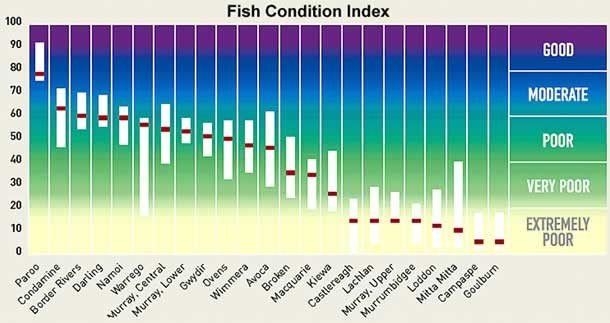 Fish Condition Index
100
90
80
70
60
50
40
30
20
10
0
GOOD
MODERATE
POOR
VERY POOR
EXTREMELY
POOR
Paroo
Condamine
Border Rivers
Darling
Namoi
Warrego
Murray, Central
Murray, Lower
Gwydir
Ovens
Wimmera
Avoca
Broken
Macquarie
Kiewa
Castlereagh
Lachlan
Murray, Upper
Murrumbidgee
Loddon
Mitta Mitta
Campaspe
Goulburn